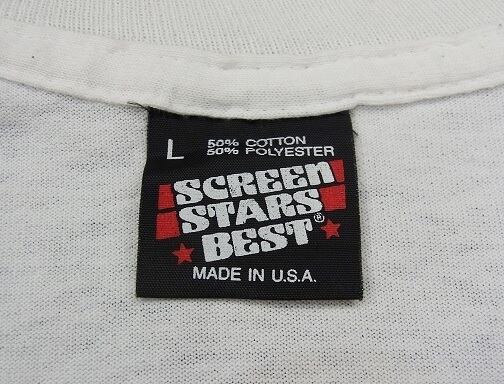 L 50% COTTON
50% POLYESTER
SCREEN
STARS
BEST®
MADE IN U.S.A.